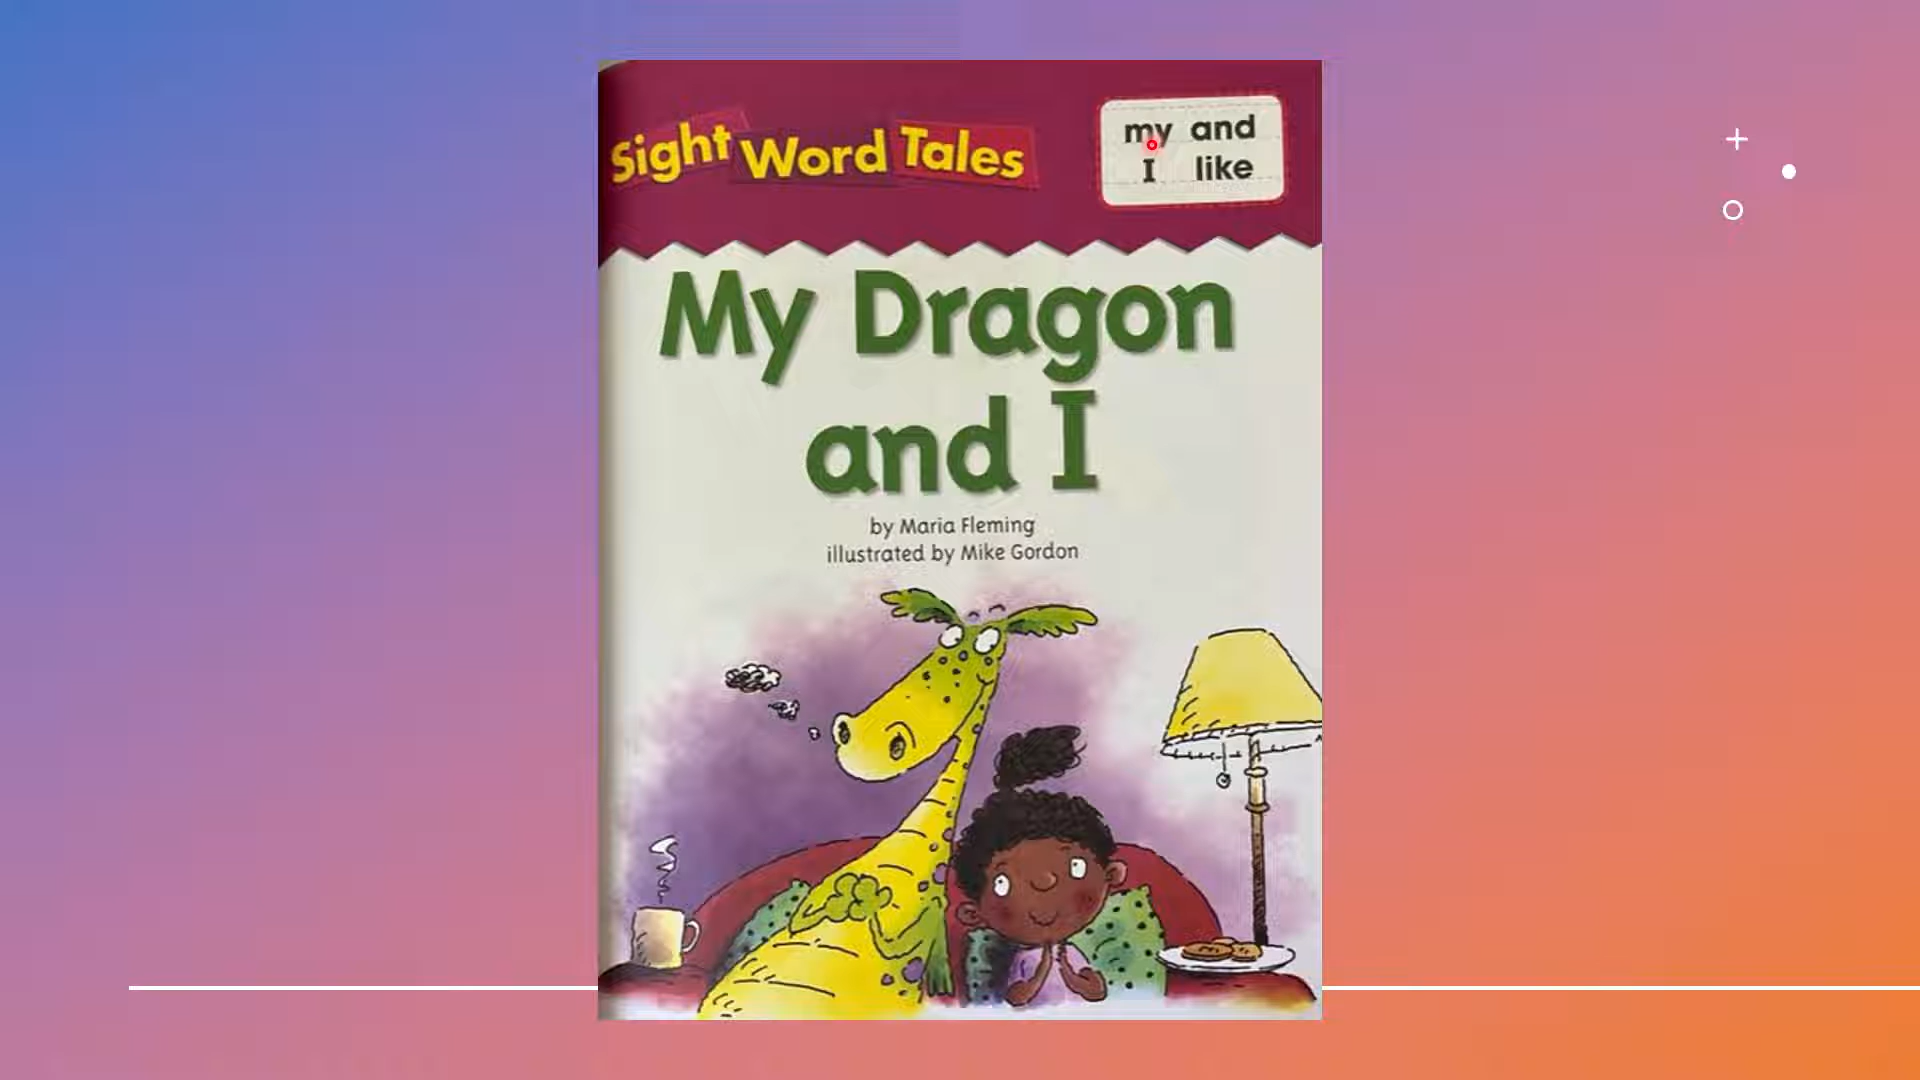 Sight Word Tales
my and
I like
My Dragon
and I
by Maria Fleming
illustrated by Mike Gordon